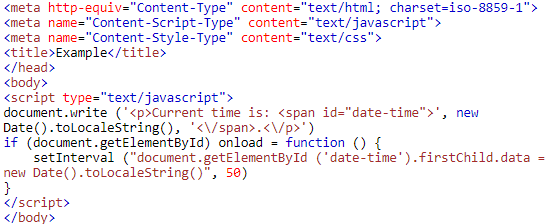 <meta http-equiv="Content-Type" content="text/html; charset=iso-8859-1">
<meta name="Content-Script-Type" content="text/javascript">
<meta name="Content-Style-Type" content="text/css">
<title>Example</title>
</head>
<body>
<script type="text/javascript">
document.write ('<p>Current time is: <span id="date-time">', new
Date().toLocaleString(), '<\/span>.<\/p>')
if (document.getElementById) onload = function () {
    setInterval ("document.getElementById ('date-time').firstChild.data =
new Date().toLocaleString()", 50)
}
</script>
</body>